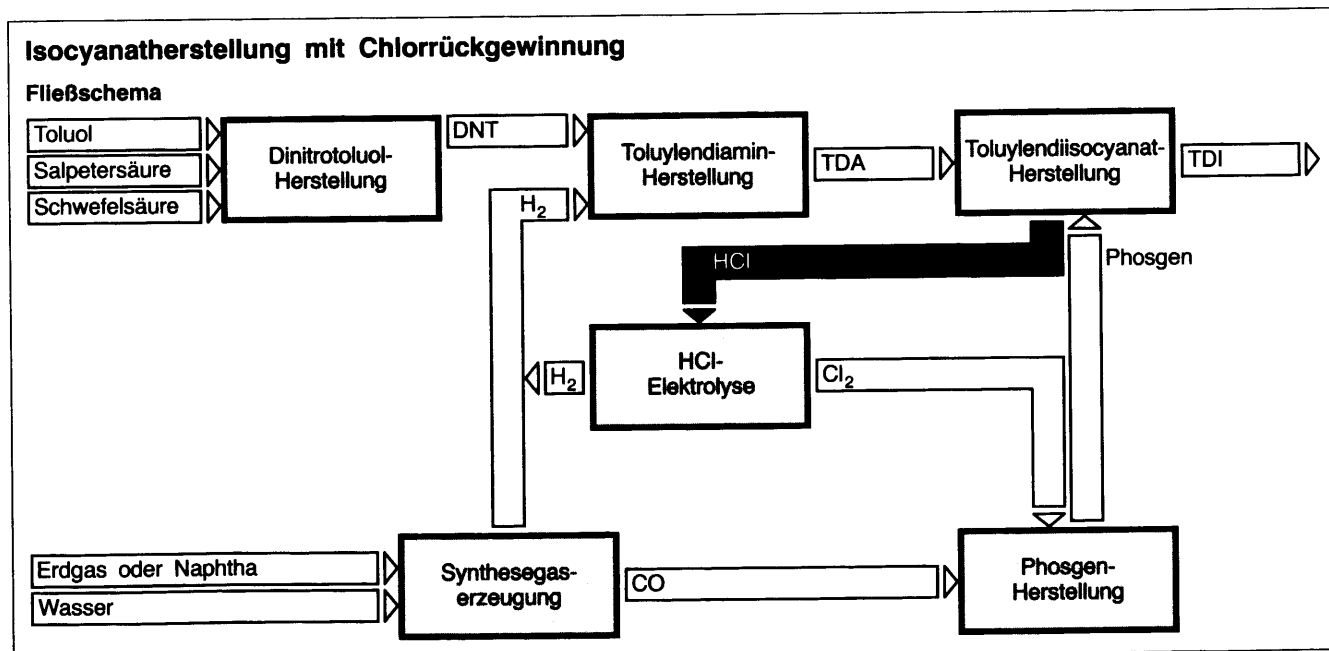 Isocyanatherstellung mit Chlorrückgewinnung
Fließschema
Toluol
Salpetersäure
Schwefelsäure
Dinitrotoluol-
Herstellung
DNT
H₂
Toluylendiamin-
Herstellung
TDA
Toluylendiisocyanat-
Herstellung
TDI
HCl
Phosgen
H₂
HCl-
Elektrolyse
Cl₂
Erdgas oder Naphtha
Wasser
Synthesegas-
erzeugung
CO
Phosgen-
Herstellung